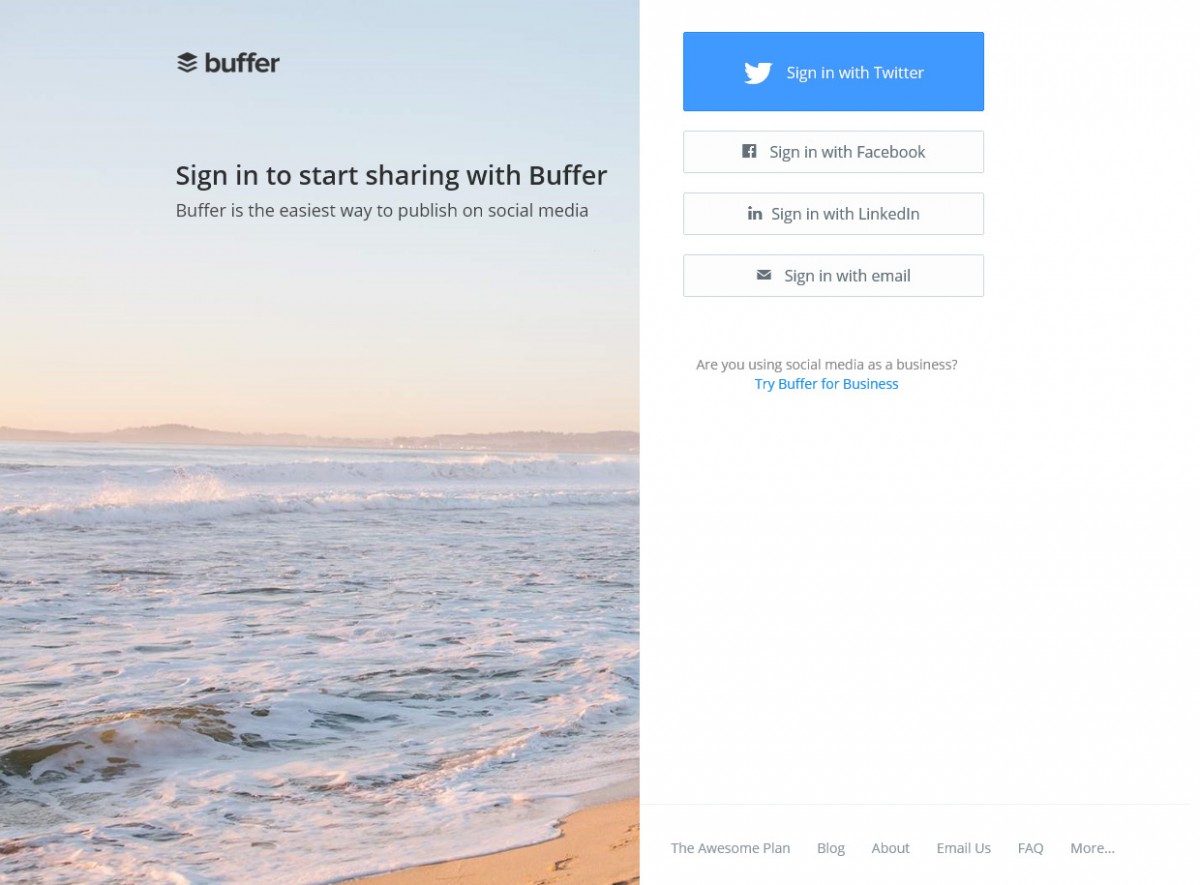 buffer
Sign in to start sharing with Buffer
Buffer is the easiest way to publish on social media
Sign in with Twitter
Sign in with Facebook
Sign in with LinkedIn
Sign in with email
Are you using social media as a business?
Try Buffer for Business
The Awesome Plan Blog About Email Us FAQ More...